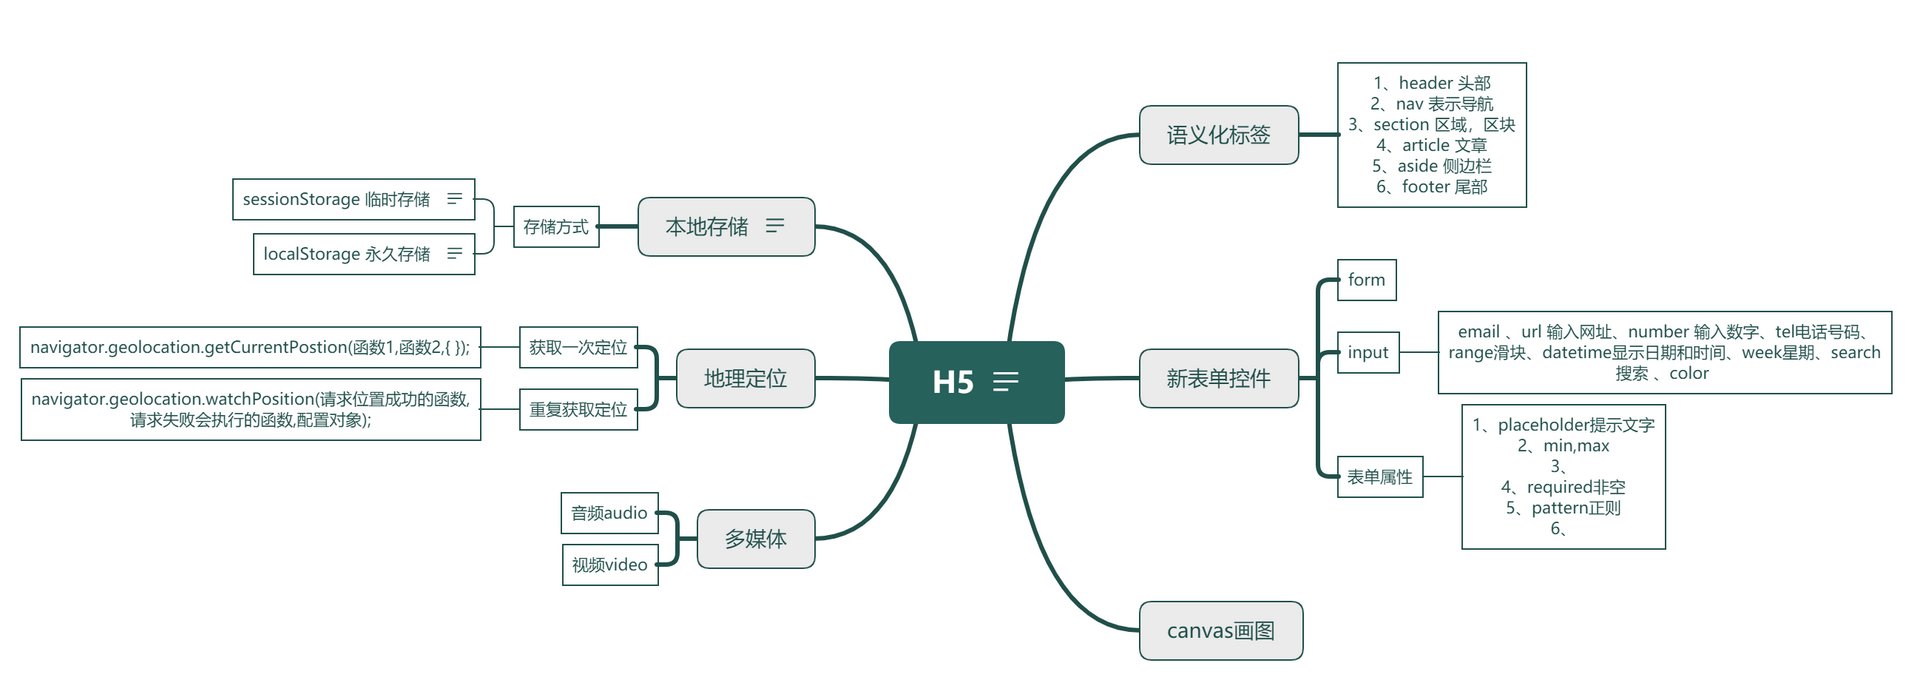 H5
语义化标签
1、header 头部
2、nav 表示导航
3、section 区域，区块
4、article 文章
5、aside 侧边栏
6、footer 尾部
新表单控件
form
input
email 、url 输入网址、number 输入数字、tel电话号码、
range滑块、datetime显示日期和时间、week星期、search
搜索 、color
表单属性
1、placeholder提示文字
2、min,max
3、
4、required非空
5、pattern正则
6、
canvas画图
本地存储
存储方式
sessionStorage 临时存储
localStorage 永久存储
地理定位
获取一次定位
navigator.geolocation.getCurrentPostion(函数1,函数2,{ });
重复获取定位
navigator.geolocation.watchPosition(请求位置成功的函数,
请求失败会执行的函数,配置对象);
多媒体
音频audio
视频video